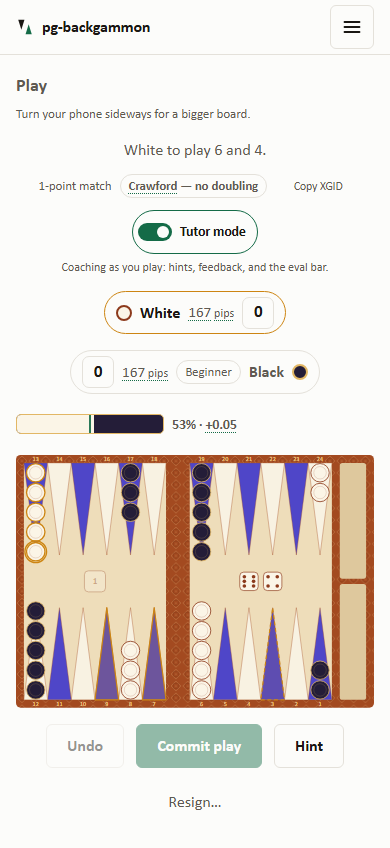 pg-backgammon
Play
Turn your phone sideways for a bigger board.
White to play 6 and 4.
1-point match Crawford — no doubling Copy XGID
Tutor mode
Coaching as you play: hints, feedback, and the eval bar.
White 167 pips 0
0 167 pips Beginner Black
53% · +0.05
13 14 15 16 17 18 19 20 21 22 23 24
1
12 11 10 9 8 7 6 5 4 3 2 1
Undo Commit play Hint
Resign...